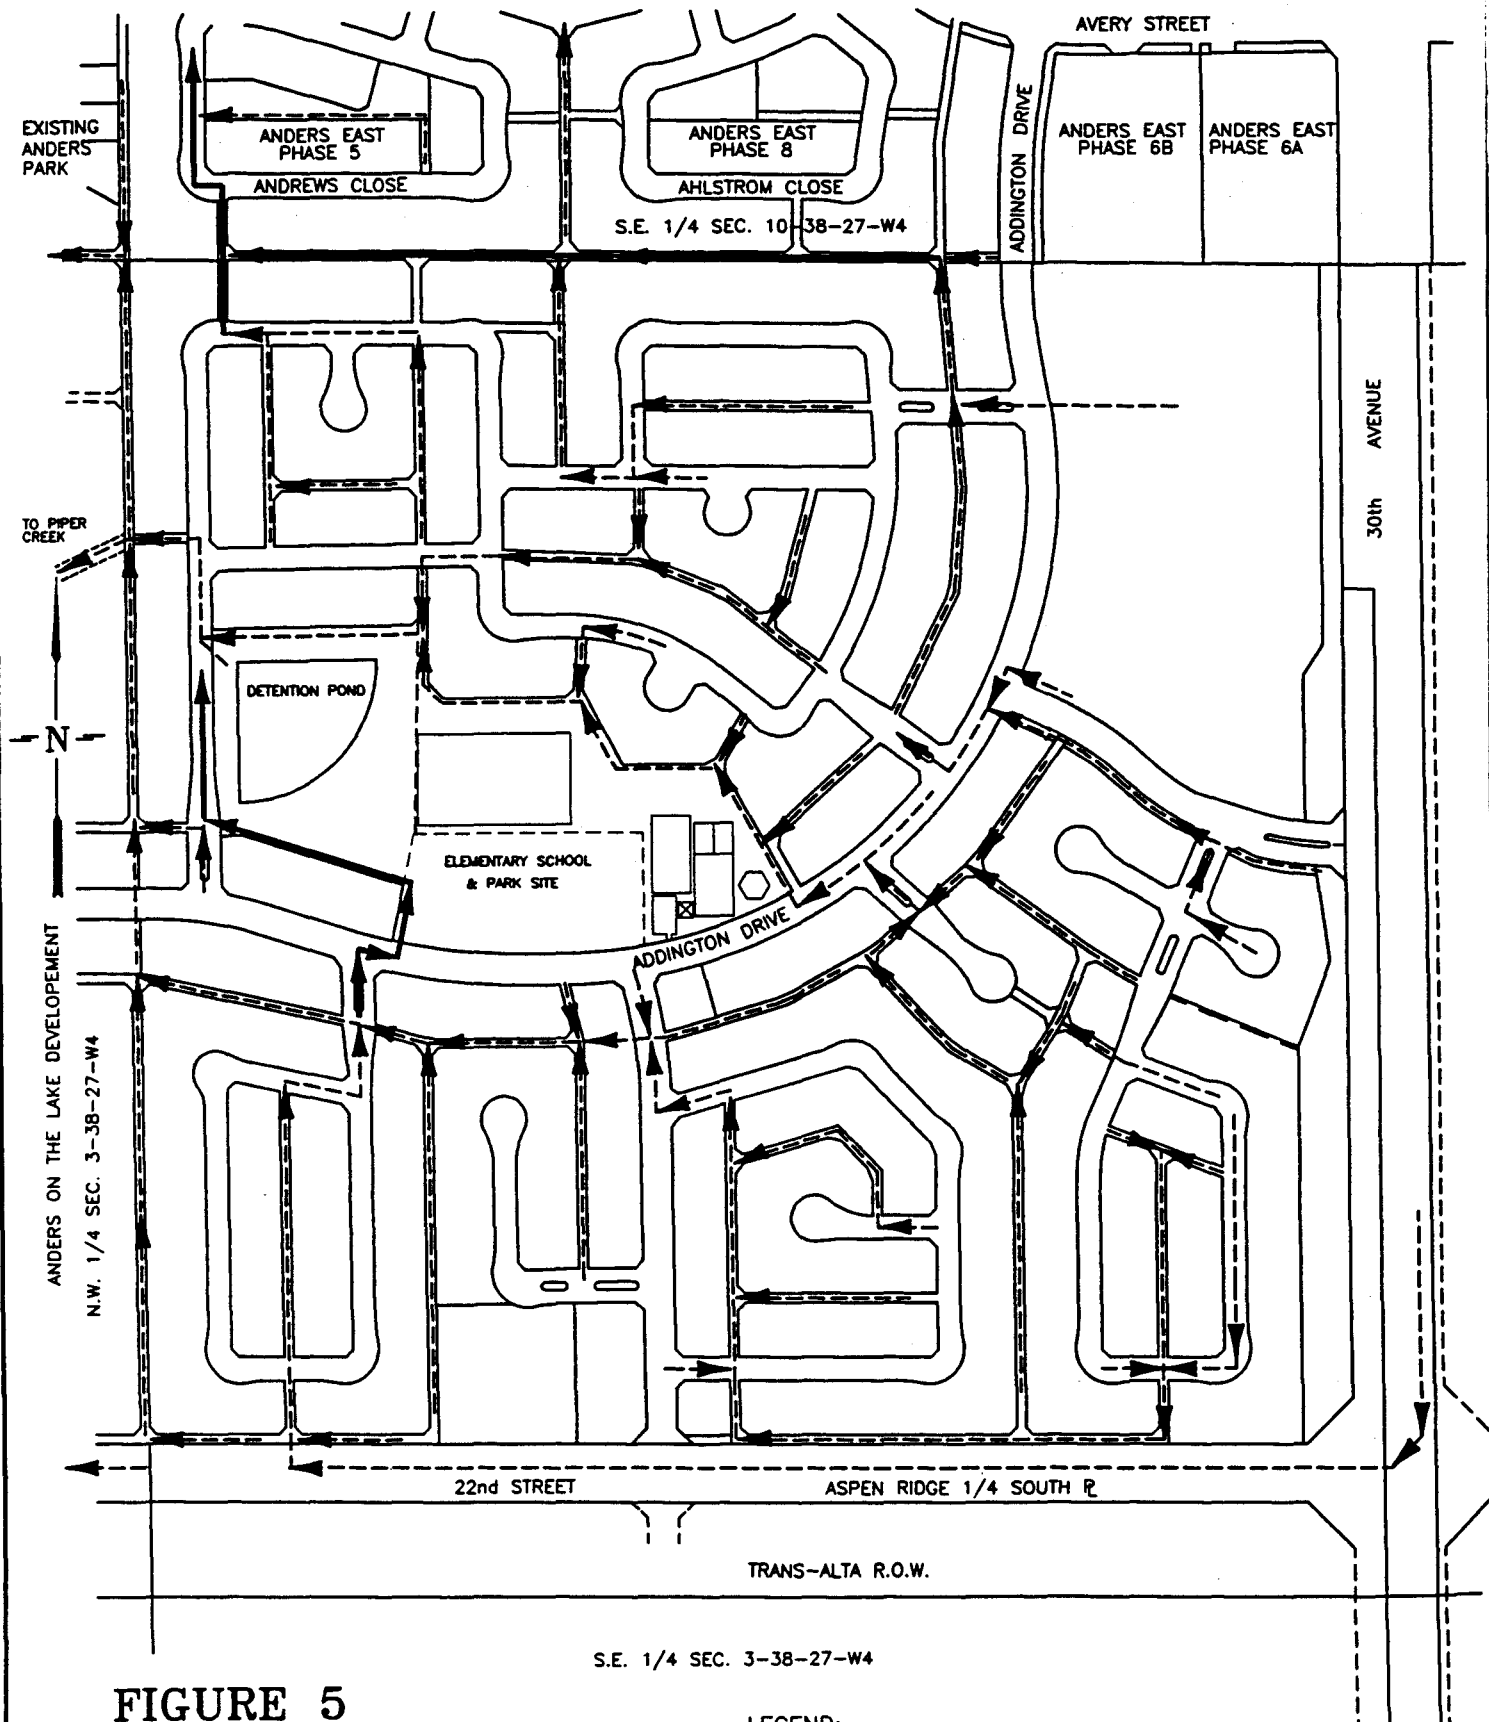 AVERY STREET
EXISTING
ANDERS
PARK
ANDERS EAST
PHASE 5
ANDERS EAST
PHASE 8
ADDINGTON DRIVE
ANDERS EAST
PHASE 6B
ANDERS EAST
PHASE 6A
ANDREWS CLOSE
AHLSTROM CLOSE
S.E. 1/4 SEC. 10-38-27-W4
30th AVENUE
TO PIPER
CREEK
DETENTION POND
N
ELEMENTARY SCHOOL
& PARK SITE
ADDINGTON DRIVE
ANDERS ON THE LAKE DEVELOPEMENT
N.W. 1/4 SEC. 3-38-27-W4
22nd STREET
ASPEN RIDGE 1/4 SOUTH PL
TRANS-ALTA R.O.W.
S.E. 1/4 SEC. 3-38-27-W4
FIGURE 5
LEGEND: